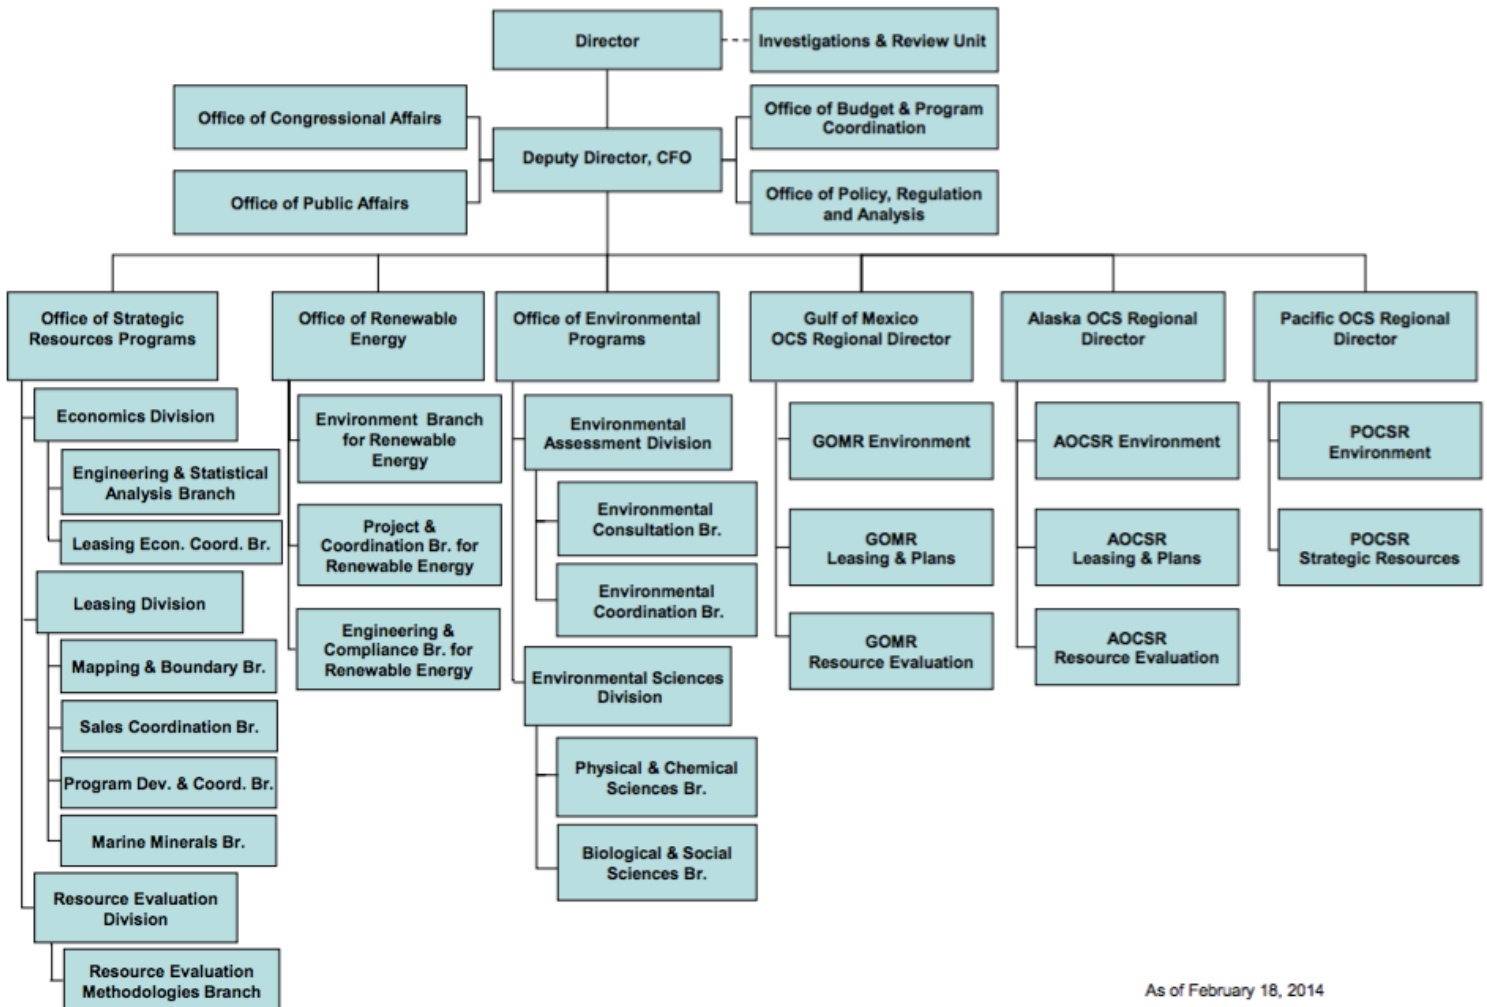 Director
Investigations & Review Unit
Office of Congressional Affairs
Office of Budget & Program
Coordination
Deputy Director, CFO
Office of Public Affairs
Office of Policy, Regulation
and Analysis
Office of Strategic
Resources Programs
Economics Division
Engineering & Statistical
Analysis Branch
Leasing Econ. Coord. Br.
Leasing Division
Mapping & Boundary Br.
Sales Coordination Br.
Program Dev. & Coord. Br.
Marine Minerals Br.
Resource Evaluation
Division
Resource Evaluation
Methodologies Branch
Office of Renewable
Energy
Environment Branch
for Renewable
Energy
Project &
Coordination Br. for
Renewable Energy
Engineering &
Compliance Br. for
Renewable Energy
Office of Environmental
Programs
Environmental
Assessment Division
Environmental
Consultation Br.
Environmental
Coordination Br.
Environmental Sciences
Division
Physical & Chemical
Sciences Br.
Biological & Social
Sciences Br.
Gulf of Mexico
OCS Regional Director
GOMR Environment
GOMR
Leasing & Plans
GOMR
Resource Evaluation
Alaska OCS Regional
Director
AOCSR Environment
AOCSR
Leasing & Plans
AOCSR
Resource Evaluation
Pacific OCS Regional
Director
POCSR
Environment
POCSR
Strategic Resources
As of February 18, 2014